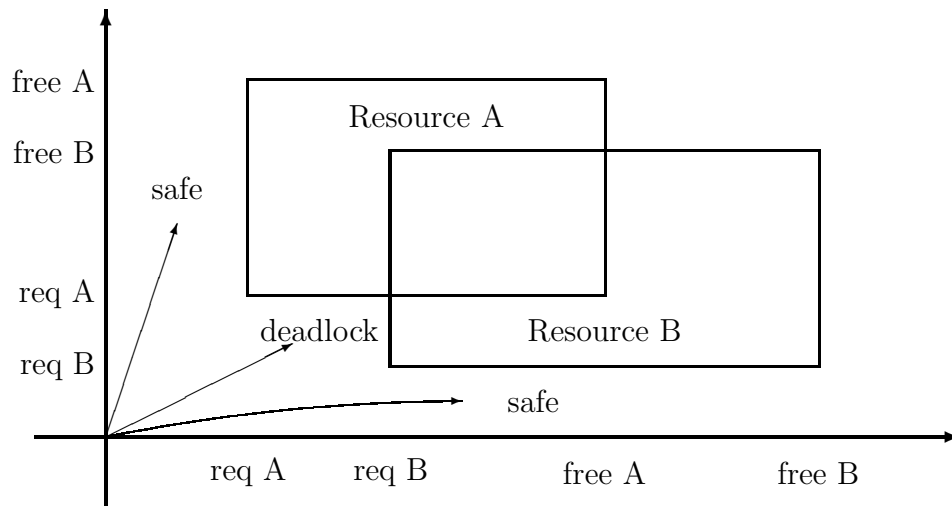 free A
Resource A
free B
safe
req A
deadlock
Resource B
req B
safe
req A
req B
free A
free B